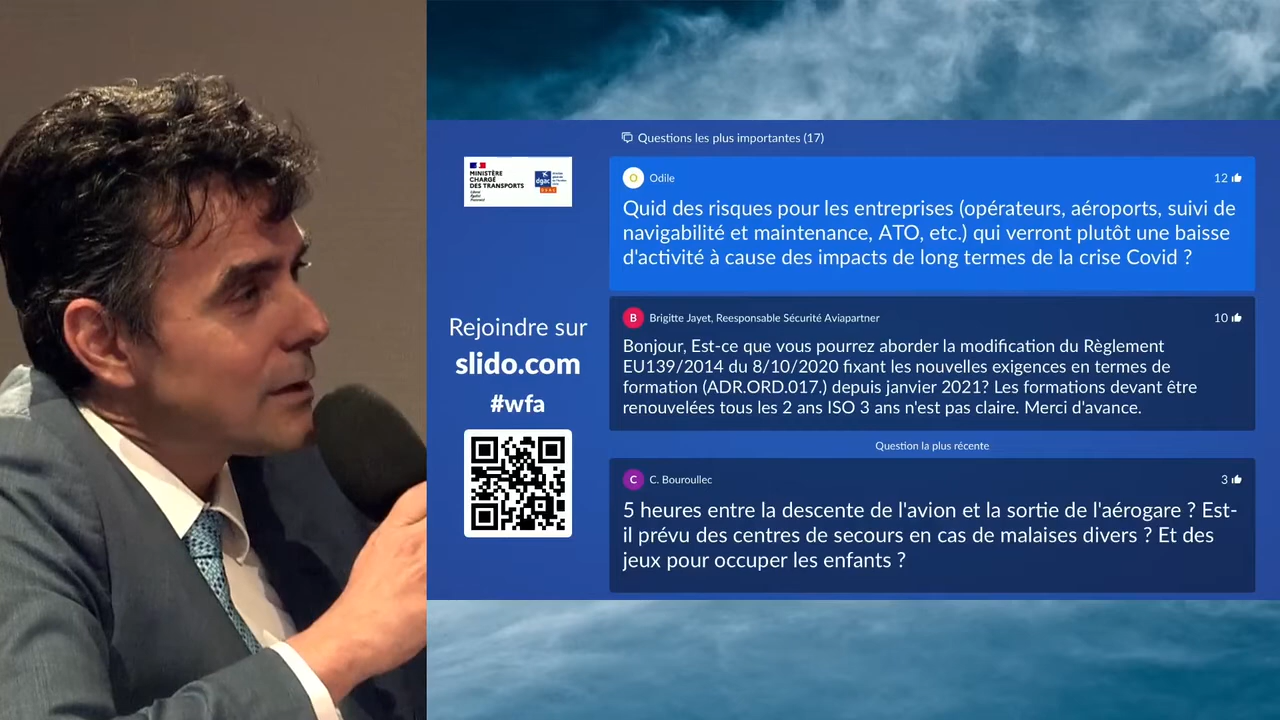 Questions les plus importantes (17)
MINISTÈRE
CHARGÉ
DES TRANSPORTS
Liberté
Égalité
Fraternité
dgac
Rejoindre sur
slido.com
#wfa
O Odile 12
Quid des risques pour les entreprises (opérateurs, aéroports, suivi de
navigabilité et maintenance, ATO, etc.) qui verront plutôt une baisse
d'activité à cause des impacts de long termes de la crise Covid ?
B Brigitte Jayet, Reesponsable Sécurité Aviapartner 10
Bonjour, Est-ce que vous pourrez aborder la modification du Règlement
EU139/2014 du 8/10/2020 fixant les nouvelles exigences en termes de
formation (ADR.ORD.017.) depuis janvier 2021? Les formations devant être
renouvelées tous les 2 ans ISO 3 ans n'est pas claire. Merci d'avance.
Question la plus récente
C C. Bouroullec 3
5 heures entre la descente de l'avion et la sortie de l'aérogare ? Est-
il prévu des centres de secours en cas de malaises divers ? Et des
jeux pour occuper les enfants ?